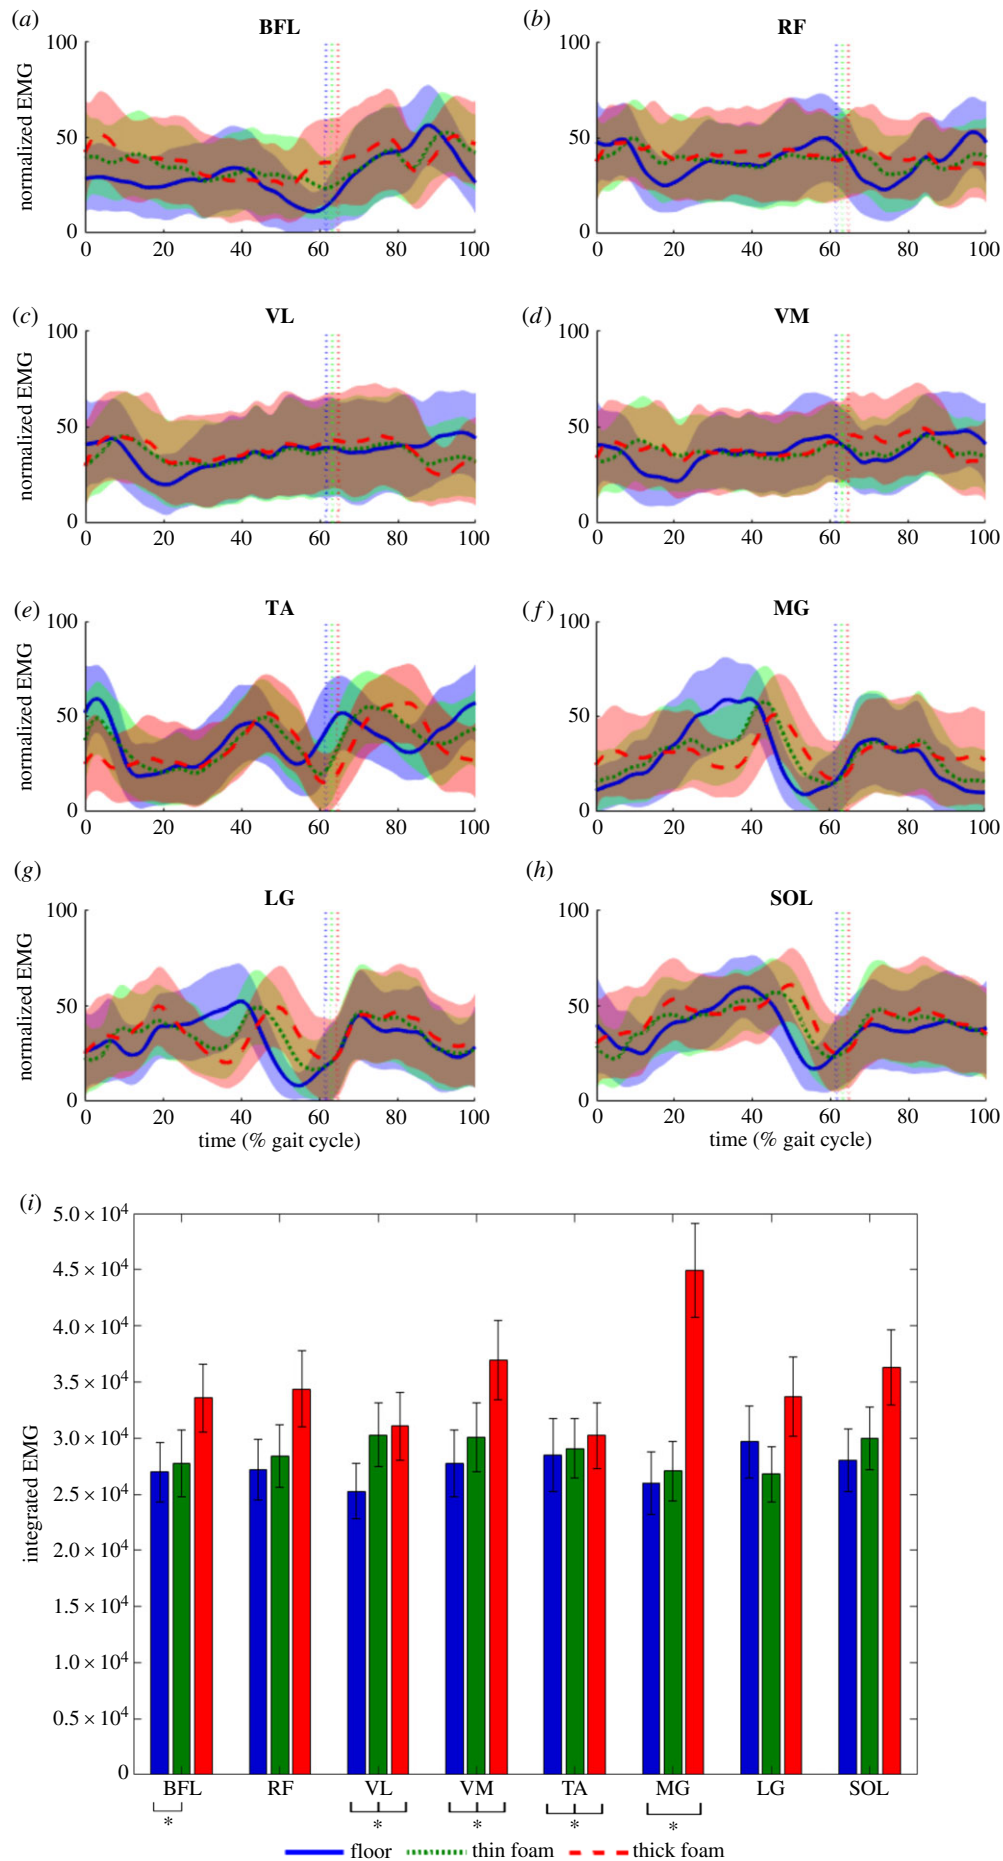 (a) BFL (b) RF
100 100
normalized EMG
50 50
0 0
0 20 40 60 80 100 0 20 40 60 80 100
(c) VL (d) VM
100 100
normalized EMG
50 50
0 0
0 20 40 60 80 100 0 20 40 60 80 100
(e) TA (f) MG
100 100
normalized EMG
50 50
0 0
0 20 40 60 80 100 0 20 40 60 80 100
(g) LG (h) SOL
100 100
normalized EMG
50 50
0 0
0 20 40 60 80 100 0 20 40 60 80 100
time (% gait cycle) time (% gait cycle)
(i)
5.0 × 10⁴
4.5 × 10⁴
4.0 × 10⁴
3.5 × 10⁴
3.0 × 10⁴
integrated EMG
2.5 × 10⁴
2.0 × 10⁴
1.5 × 10⁴
1.0 × 10⁴
0.5 × 10⁴
0
BFL RF VL VM TA MG LG SOL
* * * * *
floor thin foam thick foam